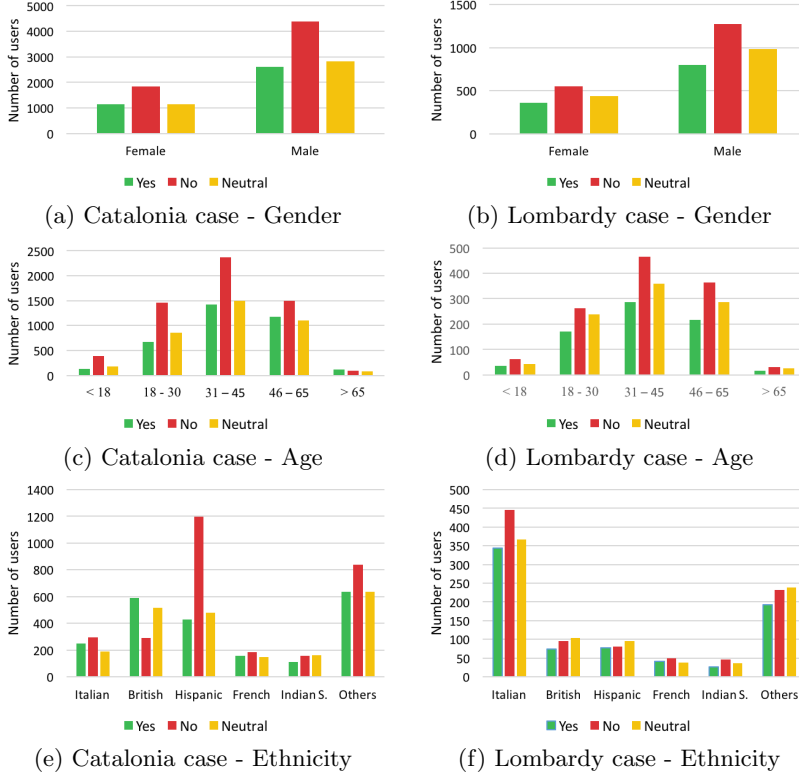 5000
4000
3000
2000
1000
0
Number of users
Female Male
Yes No Neutral
(a) Catalonia case - Gender
1500
1000
500
0
Number of users
Female Male
Yes No Neutral
(b) Lombardy case - Gender
2500
2000
1500
1000
500
0
Number of users
< 18 18 - 30 31 – 45 46 – 65 > 65
Yes No Neutral
(c) Catalonia case - Age
500
400
300
200
100
0
Number of users
< 18 18 - 30 31 – 45 46 – 65 > 65
Yes No Neutral
(d) Lombardy case - Age
1400
1200
1000
800
600
400
200
0
Number of users
Italian British Hispanic French Indian S. Others
Yes No Neutral
(e) Catalonia case - Ethnicity
500
450
400
350
300
250
200
150
100
50
0
Number of users
Italian British Hispanic French Indian S. Others
Yes No Neutral
(f) Lombardy case - Ethnicity